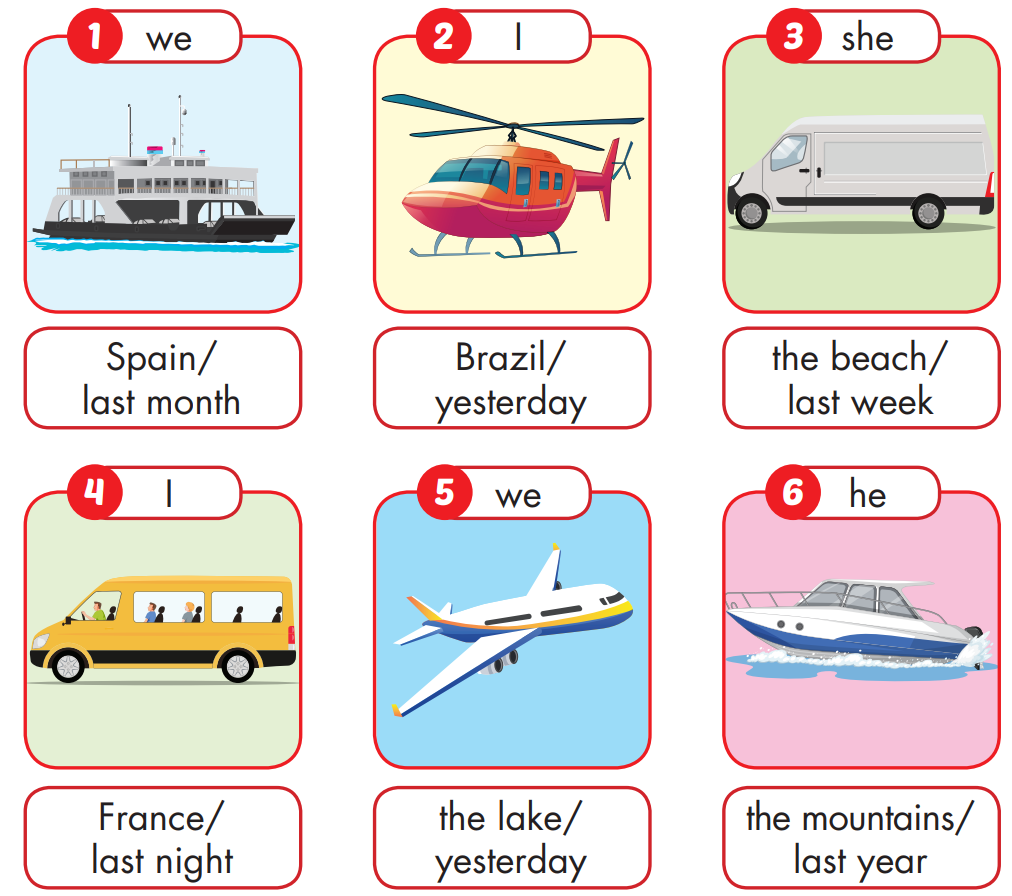 1 we
2 I
3 she
Spain/
last month
Brazil/
yesterday
the beach/
last week
4 I
5 we
6 he
France/
last night
the lake/
yesterday
the mountains/
last year